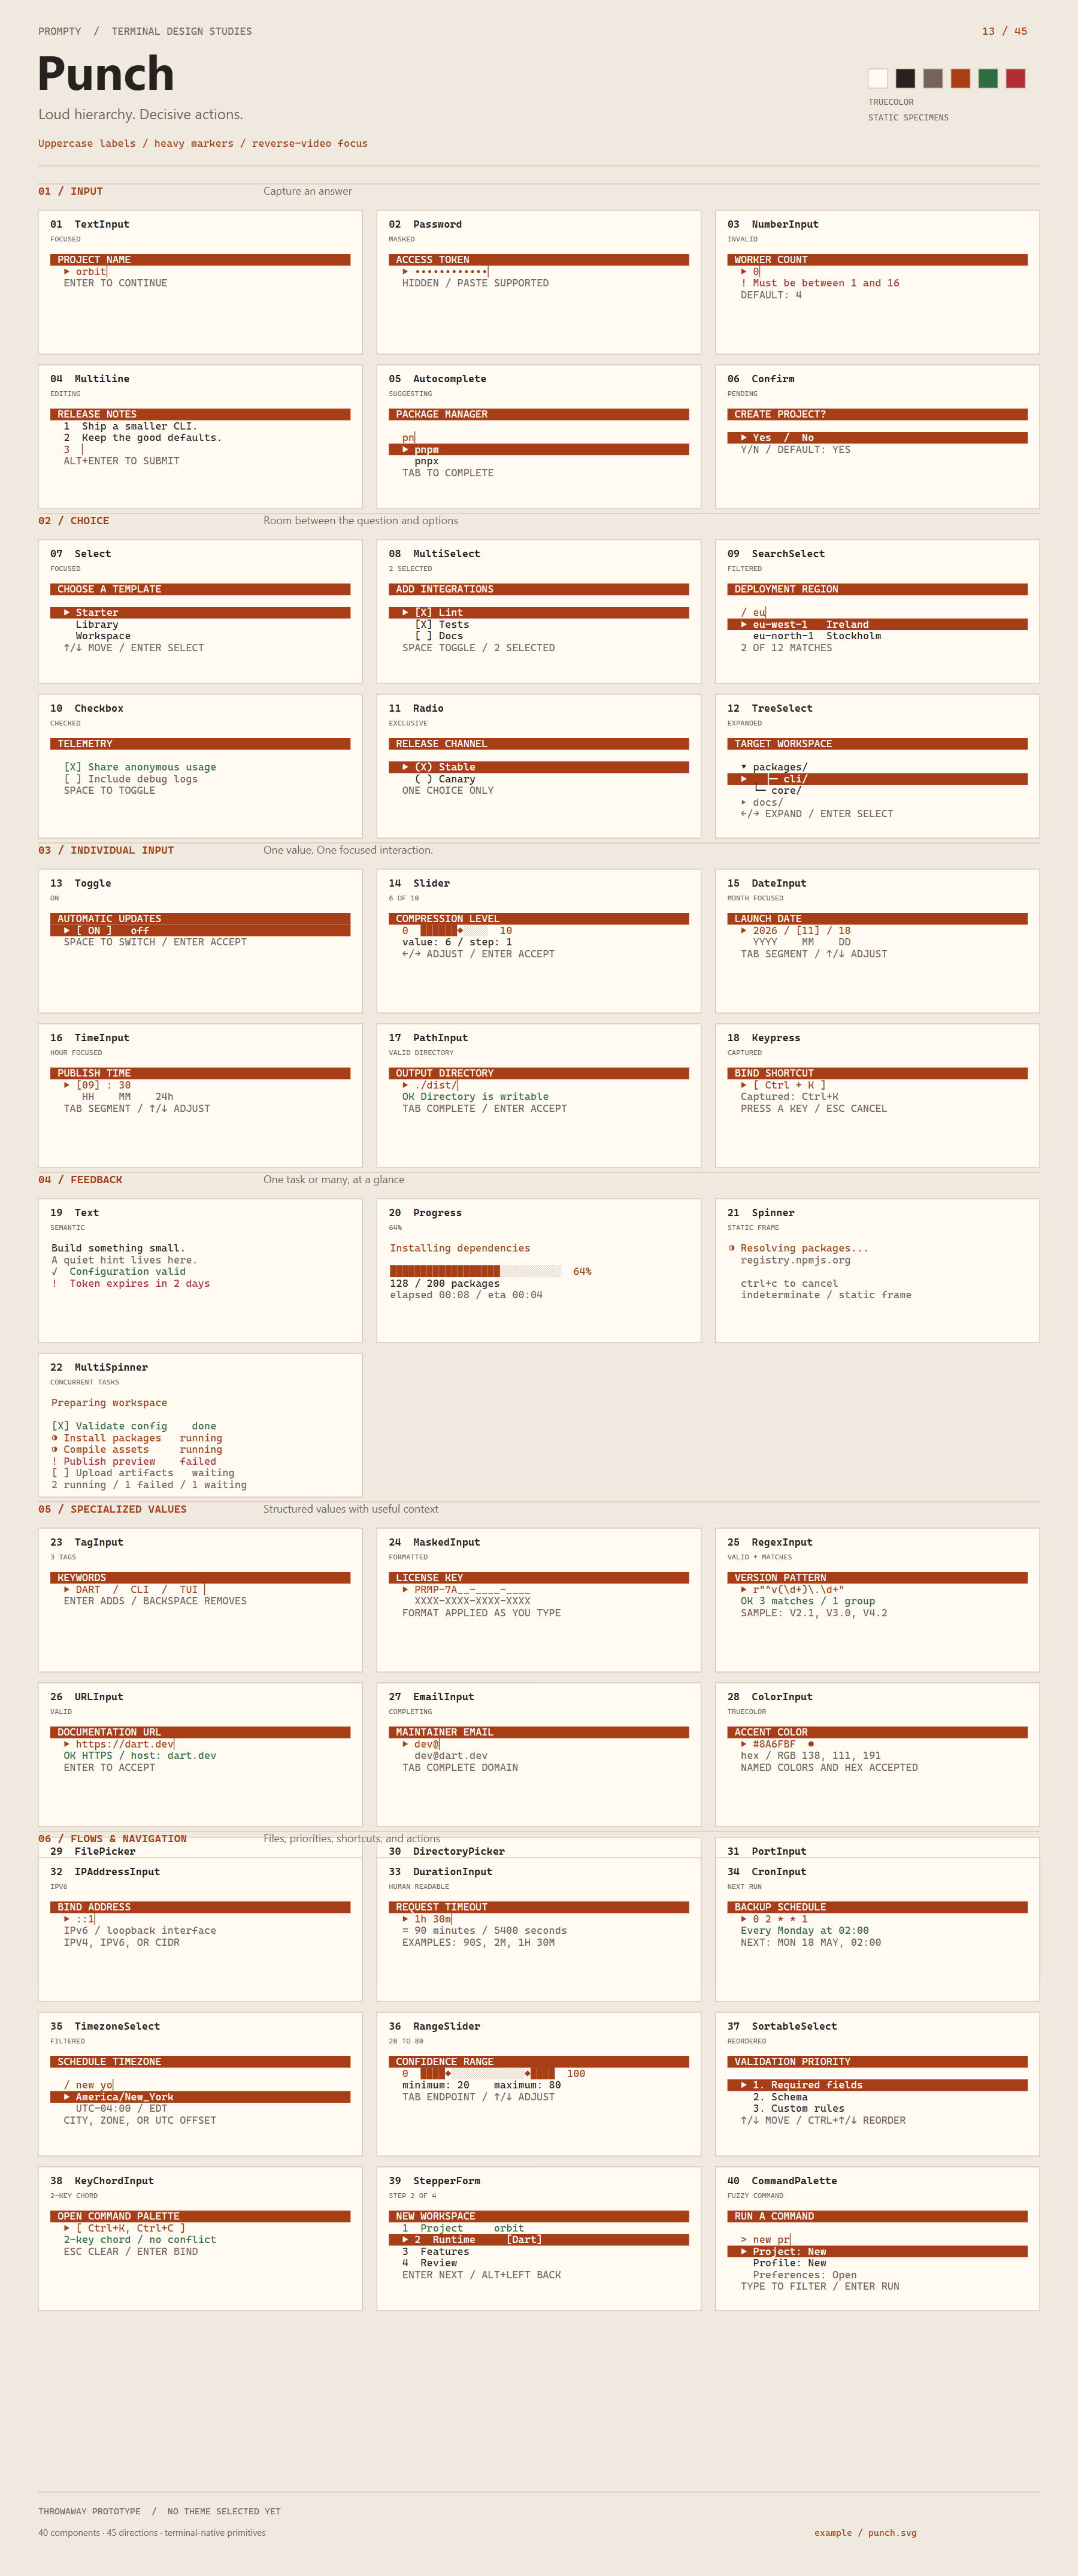 PROMPTY / TERMINAL DESIGN STUDIES
13 / 45
Punch
Loud hierarchy. Decisive actions.
TRUECOLOR
STATIC SPECIMENS
Uppercase labels / heavy markers / reverse-video focus
01 / INPUT
Capture an answer
01 TextInput
FOCUSED
PROJECT NAME
▶ orbit
ENTER TO CONTINUE
02 Password
MASKED
ACCESS TOKEN
▶ ••••••••••••
HIDDEN / PASTE SUPPORTED
03 NumberInput
INVALID
WORKER COUNT
▶ 0
! Must be between 1 and 16
DEFAULT: 4
04 Multiline
EDITING
RELEASE NOTES
1 Ship a smaller CLI.
2 Keep the good defaults.
3
ALT+ENTER TO SUBMIT
05 Autocomplete
SUGGESTING
PACKAGE MANAGER
pn
▶ pnpm
pnpx
TAB TO COMPLETE
06 Confirm
PENDING
CREATE PROJECT?
▶ Yes / No
Y/N / DEFAULT: YES
02 / CHOICE
Room between the question and options
07 Select
FOCUSED
CHOOSE A TEMPLATE
▶ Starter
Library
Workspace
↑/↓ MOVE / ENTER SELECT
08 MultiSelect
2 SELECTED
ADD INTEGRATIONS
▶ [X] Lint
[X] Tests
[ ] Docs
SPACE TOGGLE / 2 SELECTED
09 SearchSelect
FILTERED
DEPLOYMENT REGION
/ eu
▶ eu-west-1 Ireland
eu-north-1 Stockholm
2 OF 12 MATCHES
10 Checkbox
CHECKED
TELEMETRY
[X] Share anonymous usage
[ ] Include debug logs
SPACE TO TOGGLE
11 Radio
EXCLUSIVE
RELEASE CHANNEL
▶ (X) Stable
( ) Canary
ONE CHOICE ONLY
12 TreeSelect
EXPANDED
TARGET WORKSPACE
▾ packages/
▶ ├─ cli/
└─ core/
▸ docs/
←/→ EXPAND / ENTER SELECT
03 / INDIVIDUAL INPUT
One value. One focused interaction.
13 Toggle
ON
AUTOMATIC UPDATES
▶ [ ON ] off
SPACE TO SWITCH / ENTER ACCEPT
14 Slider
6 OF 10
COMPRESSION LEVEL
0 ██████◆░░░░ 10
value: 6 / step: 1
←/→ ADJUST / ENTER ACCEPT
15 DateInput
MONTH FOCUSED
LAUNCH DATE
▶ 2026 / [11] / 18
YYYY MM DD
TAB SEGMENT / ↑/↓ ADJUST
16 TimeInput
HOUR FOCUSED
PUBLISH TIME
▶ [09] : 30
HH MM 24h
TAB SEGMENT / ↑/↓ ADJUST
17 PathInput
VALID DIRECTORY
OUTPUT DIRECTORY
▶ ./dist/
OK Directory is writable
TAB COMPLETE / ENTER ACCEPT
18 Keypress
CAPTURED
BIND SHORTCUT
▶ [ Ctrl + K ]
Captured: Ctrl+K
PRESS A KEY / ESC CANCEL
04 / FEEDBACK
One task or many, at a glance
19 Text
SEMANTIC
Build something small.
A quiet hint lives here.
✓ Configuration valid
! Token expires in 2 days
20 Progress
64%
Installing dependencies
██████████████████░░░░░░░░░░ 64%
128 / 200 packages
elapsed 00:08 / eta 00:04
21 Spinner
STATIC FRAME
◑ Resolving packages...
registry.npmjs.org
ctrl+c to cancel
indeterminate / static frame
22 MultiSpinner
CONCURRENT TASKS
Preparing workspace
[X] Validate config done
◑ Install packages running
◑ Compile assets running
! Publish preview failed
[ ] Upload artifacts waiting
2 running / 1 failed / 1 waiting
05 / SPECIALIZED VALUES
Structured values with useful context
23 TagInput
3 TAGS
KEYWORDS
▶ DART / CLI / TUI
ENTER ADDS / BACKSPACE REMOVES
24 MaskedInput
FORMATTED
LICENSE KEY
▶ PRMP-7A__-____-____
XXXX-XXXX-XXXX-XXXX
FORMAT APPLIED AS YOU TYPE
25 RegexInput
VALID + MATCHES
VERSION PATTERN
▶ r"^v(\d+)\.\d+"
OK 3 matches / 1 group
SAMPLE: V2.1, V3.0, V4.2
26 URLInput
VALID
DOCUMENTATION URL
▶ https://dart.dev
OK HTTPS / host: dart.dev
ENTER TO ACCEPT
27 EmailInput
COMPLETING
MAINTAINER EMAIL
▶ dev@
dev@dart.dev
TAB COMPLETE DOMAIN
28 ColorInput
TRUECOLOR
ACCENT COLOR
▶ #8A6FBF ●
hex / RGB 138, 111, 191
NAMED COLORS AND HEX ACCEPTED
06 / FLOWS & NAVIGATION
Files, priorities, shortcuts, and actions
29 FilePicker
30 DirectoryPicker
31 PortInput
32 IPAddressInput
IPV6
BIND ADDRESS
▶ ::1
IPv6 / loopback interface
IPV4, IPV6, OR CIDR
33 DurationInput
HUMAN READABLE
REQUEST TIMEOUT
▶ 1h 30m
= 90 minutes / 5400 seconds
EXAMPLES: 90S, 2M, 1H 30M
34 CronInput
NEXT RUN
BACKUP SCHEDULE
▶ 0 2 * * 1
Every Monday at 02:00
NEXT: MON 18 MAY, 02:00
35 TimezoneSelect
FILTERED
SCHEDULE TIMEZONE
/ new yo
▶ America/New_York
UTC-04:00 / EDT
CITY, ZONE, OR UTC OFFSET
36 RangeSlider
20 TO 80
CONFIDENCE RANGE
0 ████◆░░░░░░░░░░░░◆████ 100
minimum: 20 maximum: 80
TAB ENDPOINT / ↑/↓ ADJUST
37 SortableSelect
REORDERED
VALIDATION PRIORITY
▶ 1. Required fields
2. Schema
3. Custom rules
↑/↓ MOVE / CTRL+↑/↓ REORDER
38 KeyChordInput
2-KEY CHORD
OPEN COMMAND PALETTE
▶ [ Ctrl+K, Ctrl+C ]
2-key chord / no conflict
ESC CLEAR / ENTER BIND
39 StepperForm
STEP 2 OF 4
NEW WORKSPACE
1 Project orbit
▶ 2 Runtime [Dart]
3 Features
4 Review
ENTER NEXT / ALT+LEFT BACK
40 CommandPalette
FUZZY COMMAND
RUN A COMMAND
> new pr
▶ Project: New
Profile: New
Preferences: Open
TYPE TO FILTER / ENTER RUN
THROWAWAY PROTOTYPE / NO THEME SELECTED YET
40 components · 45 directions · terminal-native primitives
example / punch.svg